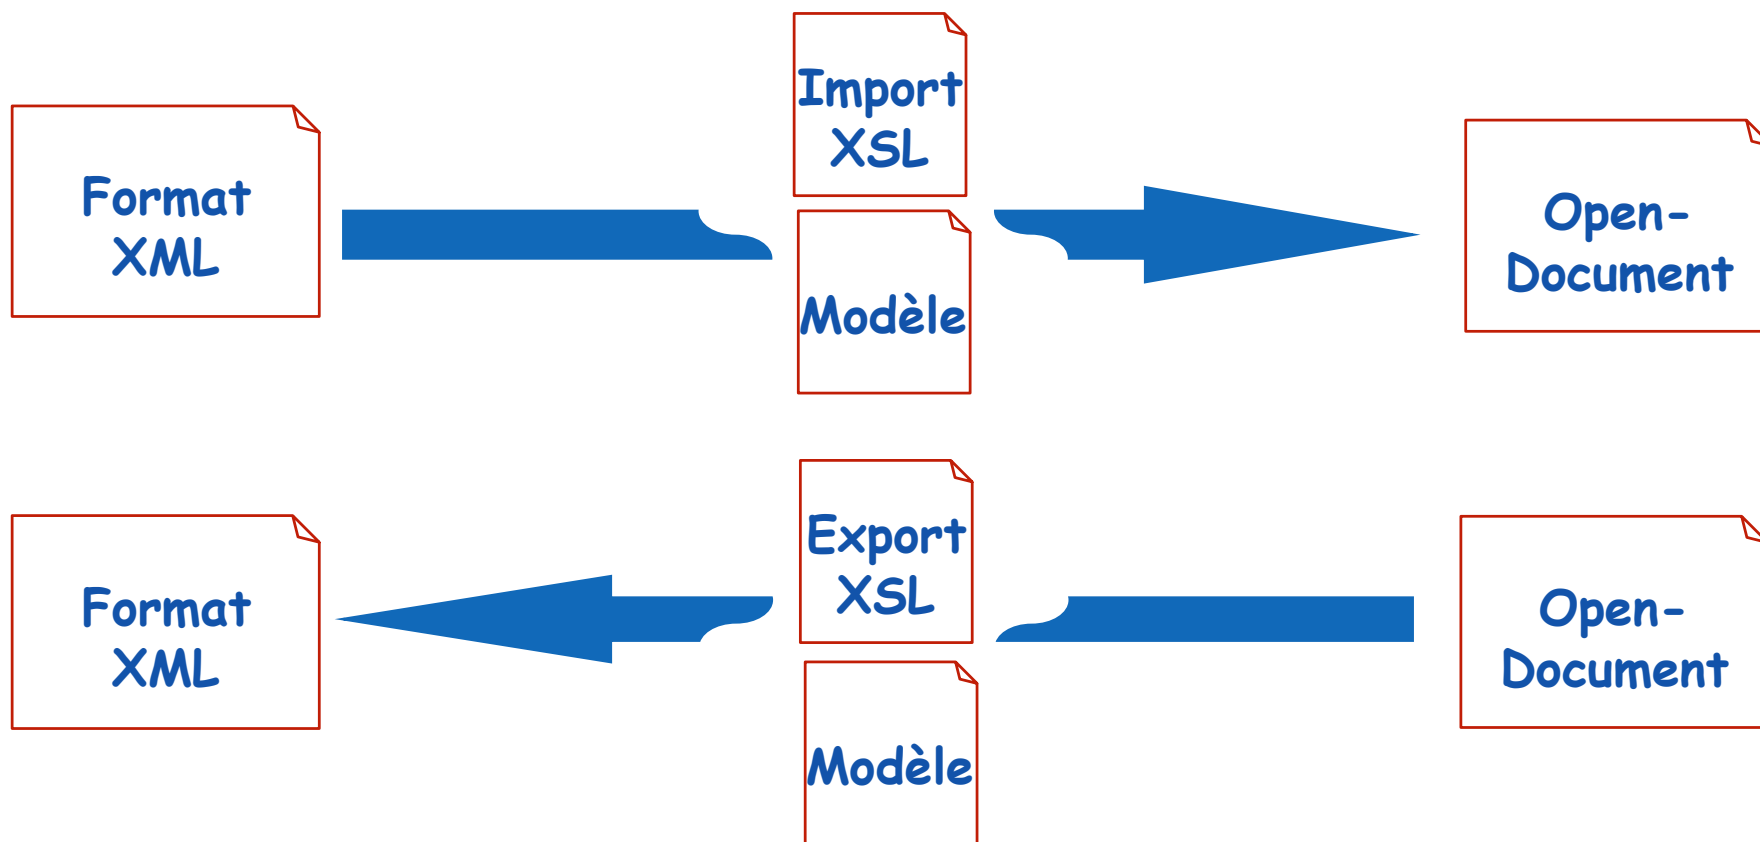 Import
XSL
Format
XML
Modèle
Open-
Document
Export
XSL
Format
XML
Modèle
Open-
Document